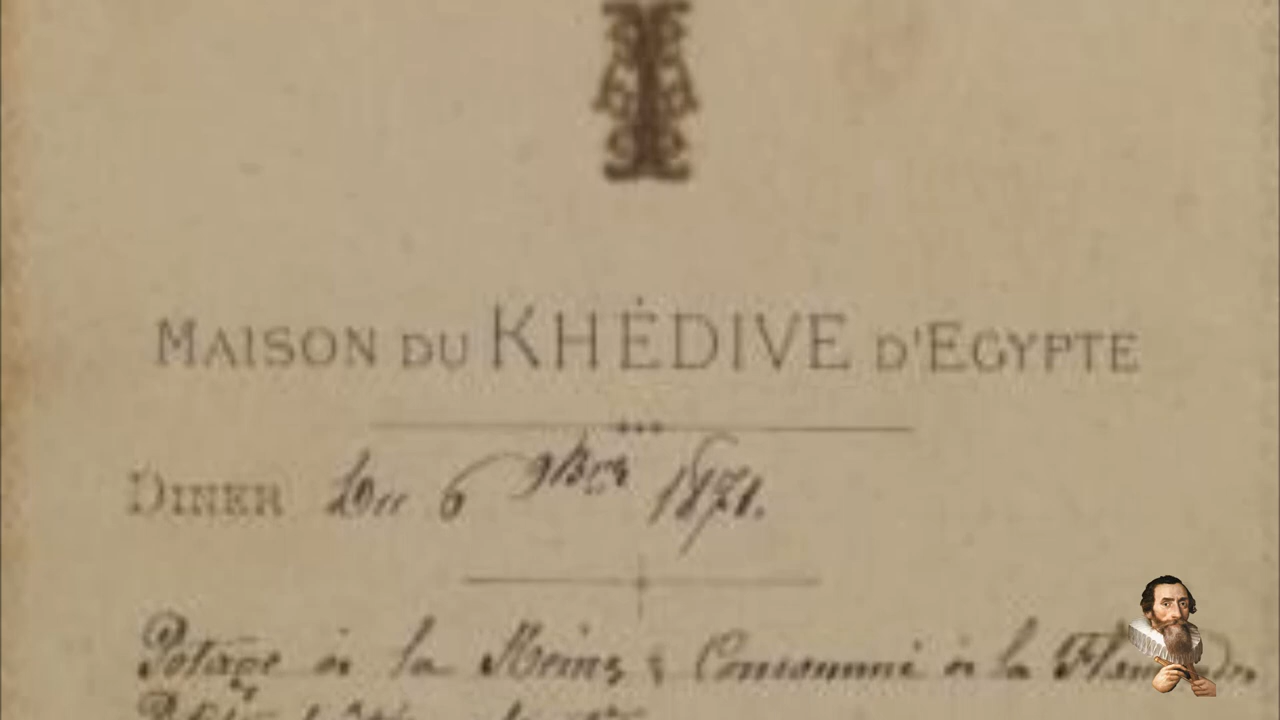 MAISON DU KHÉDIVE D'EGYPTE
DINER Du 6 9bre 1871.
Potage à la Reine ; Consommé à la